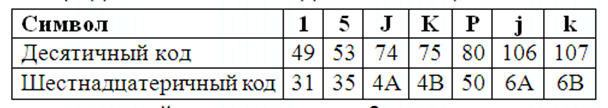 Символ 1 5 J K P j k
Десятичный код 49 53 74 75 80 106 107
Шестнадцатеричный код 31 35 4A 4B 50 6A 6B